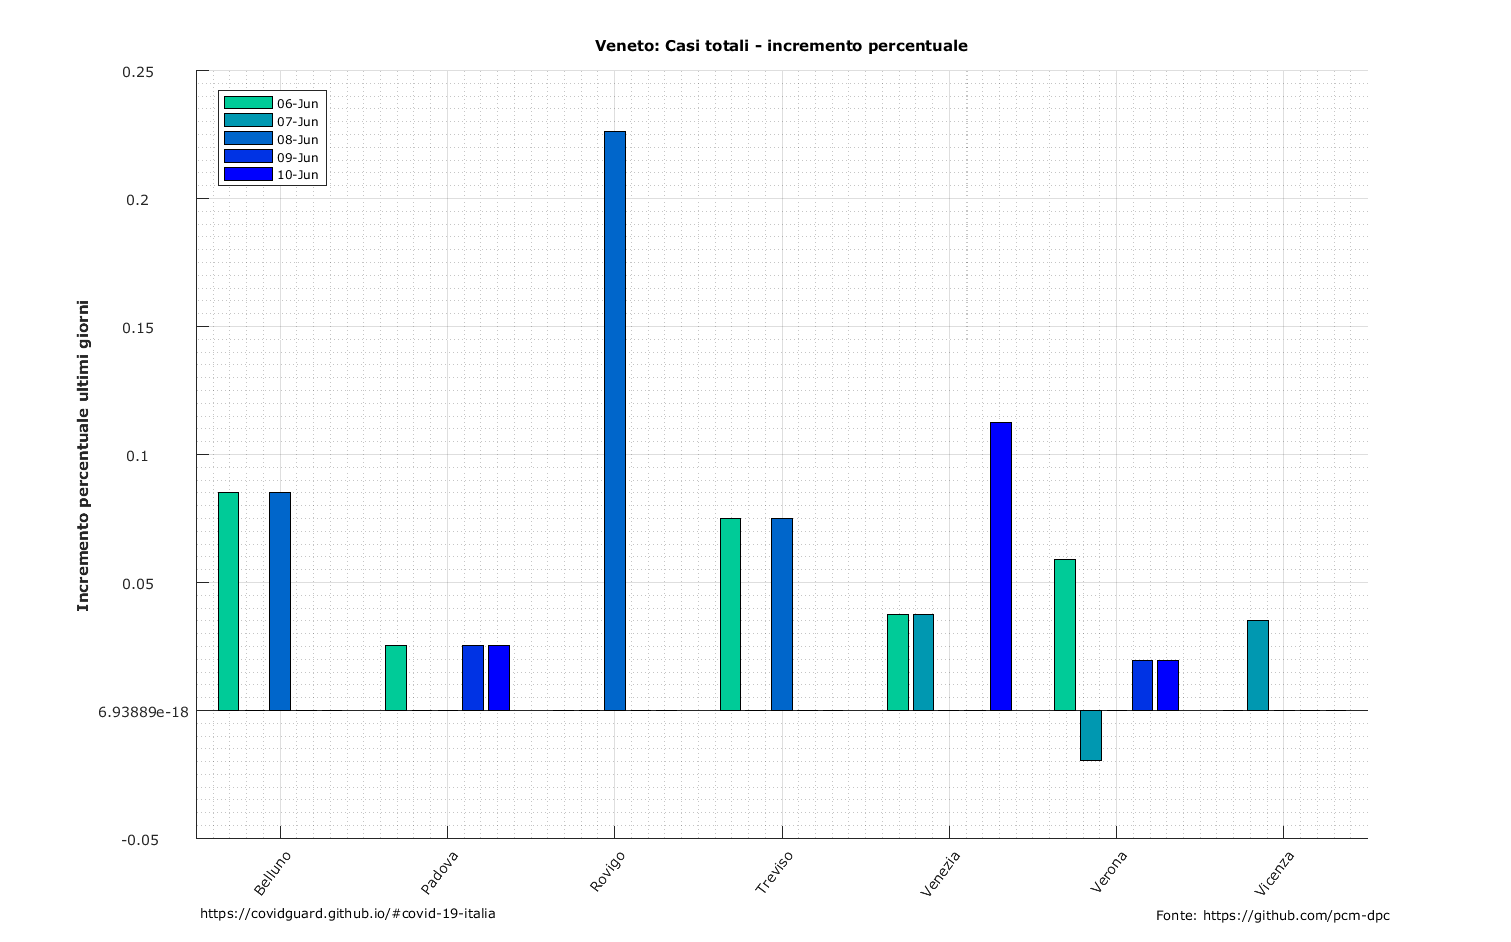 Veneto: Casi totali - incremento percentuale
0.25
06-Jun
07-Jun
08-Jun
09-Jun
10-Jun
0.2
0.15
0.1
0.05
6.93889e-18
-0.05
Incremento percentuale ultimi giorni
Belluno
Padova
Rovigo
Treviso
Venezia
Verona
Vicenza
https://covidguard.github.io/#covid-19-italia
Fonte: https://github.com/pcm-dpc